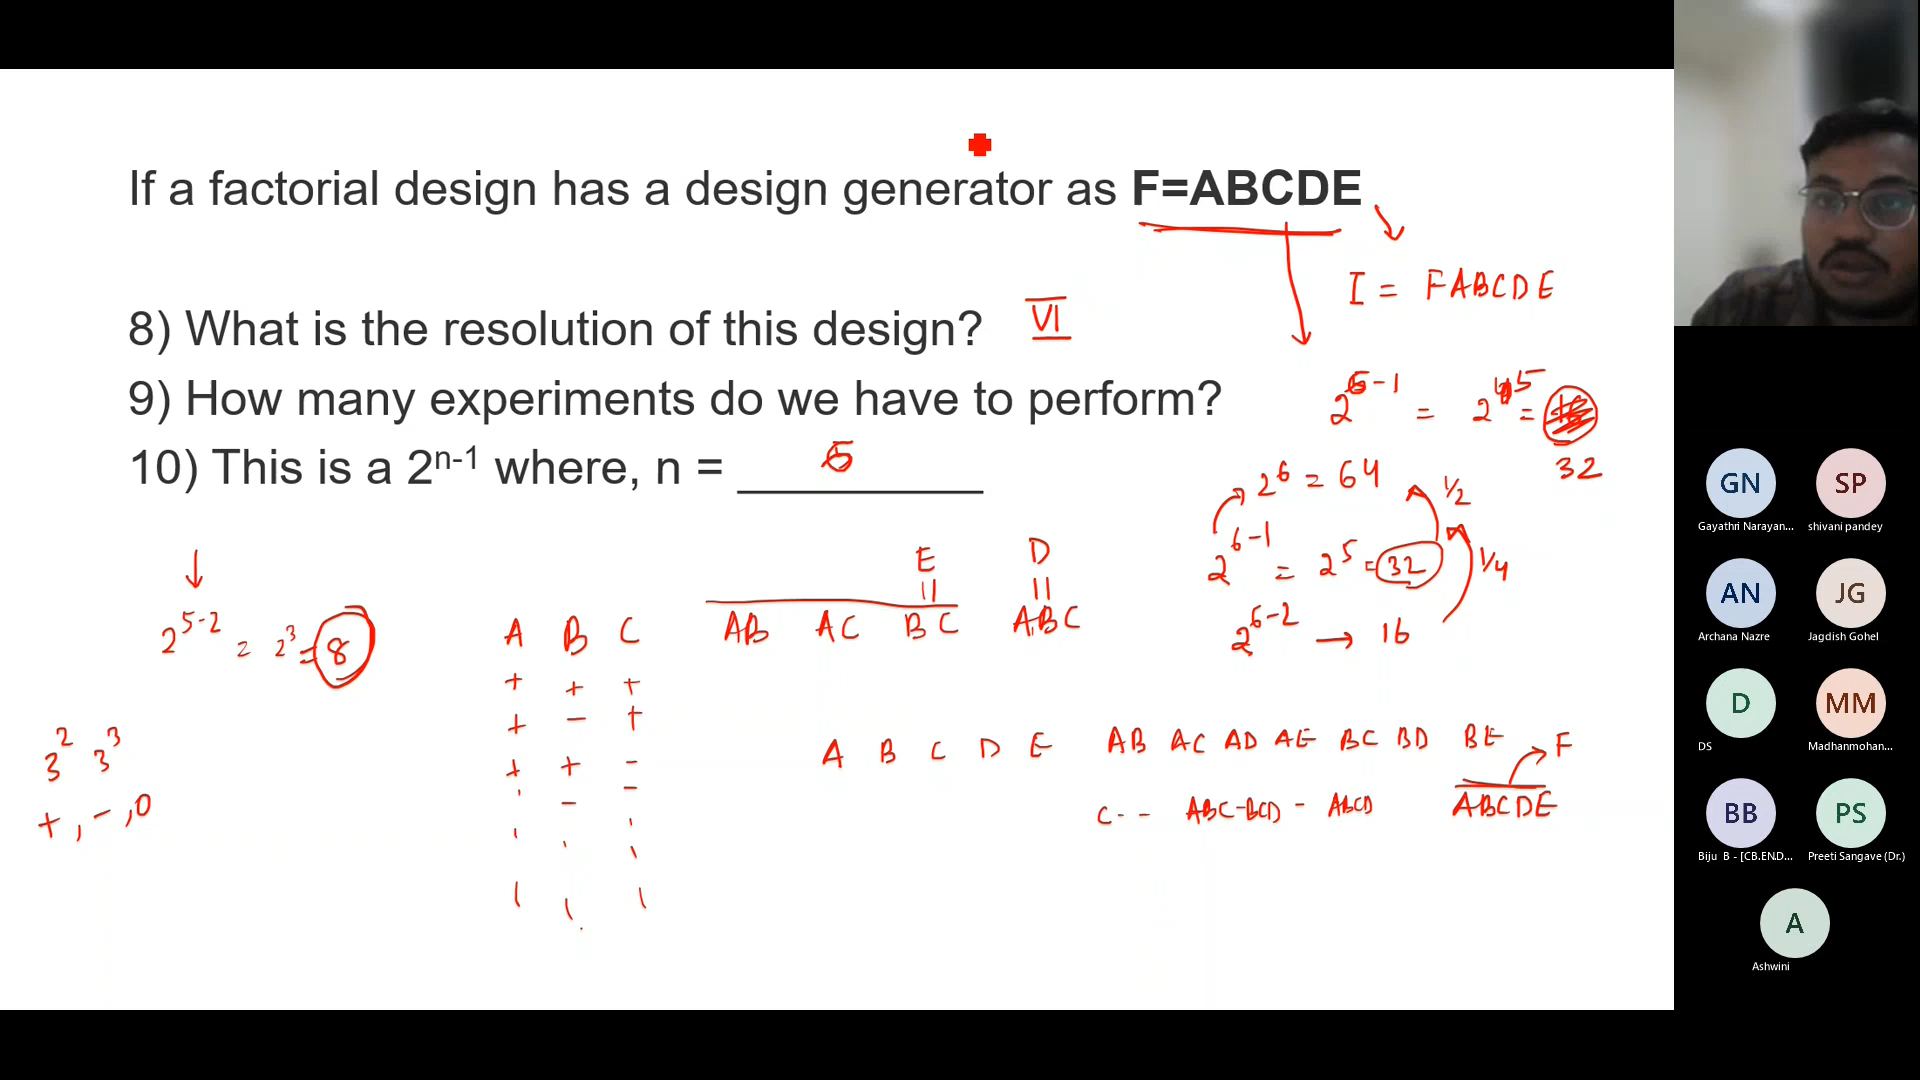 If a factorial design has a design generator as F=ABCDE
I = FABCDE
8) What is the resolution of this design? VI
9) How many experiments do we have to perform?
2^6-1 = 2^5 =
32
10) This is a 2^n-1 where, n = ___________ 6
2^6 = 64 1/2
2^6-1 = 2^5 = 32 1/4
2^6-2 → 16
2^5-2 = 2^3 = 8
E D
A B C AB AC BC ABC
+ + +
+ - +
+ + -
- -
3^2 3^3
+, -, 0
A B C D E AB AC AD AE BC BD BE F
C - - ABC - BCD - ABCD ABCDE
GN SP
Gayathri Narayan... shivani pandey
AN JG
Archana Nazre Jagdish Gohel
D MM
DS Madhanmohan...
BB PS
Biju B - [CB.EN.D... Preeti Sangave (Dr.)
A
Ashwini